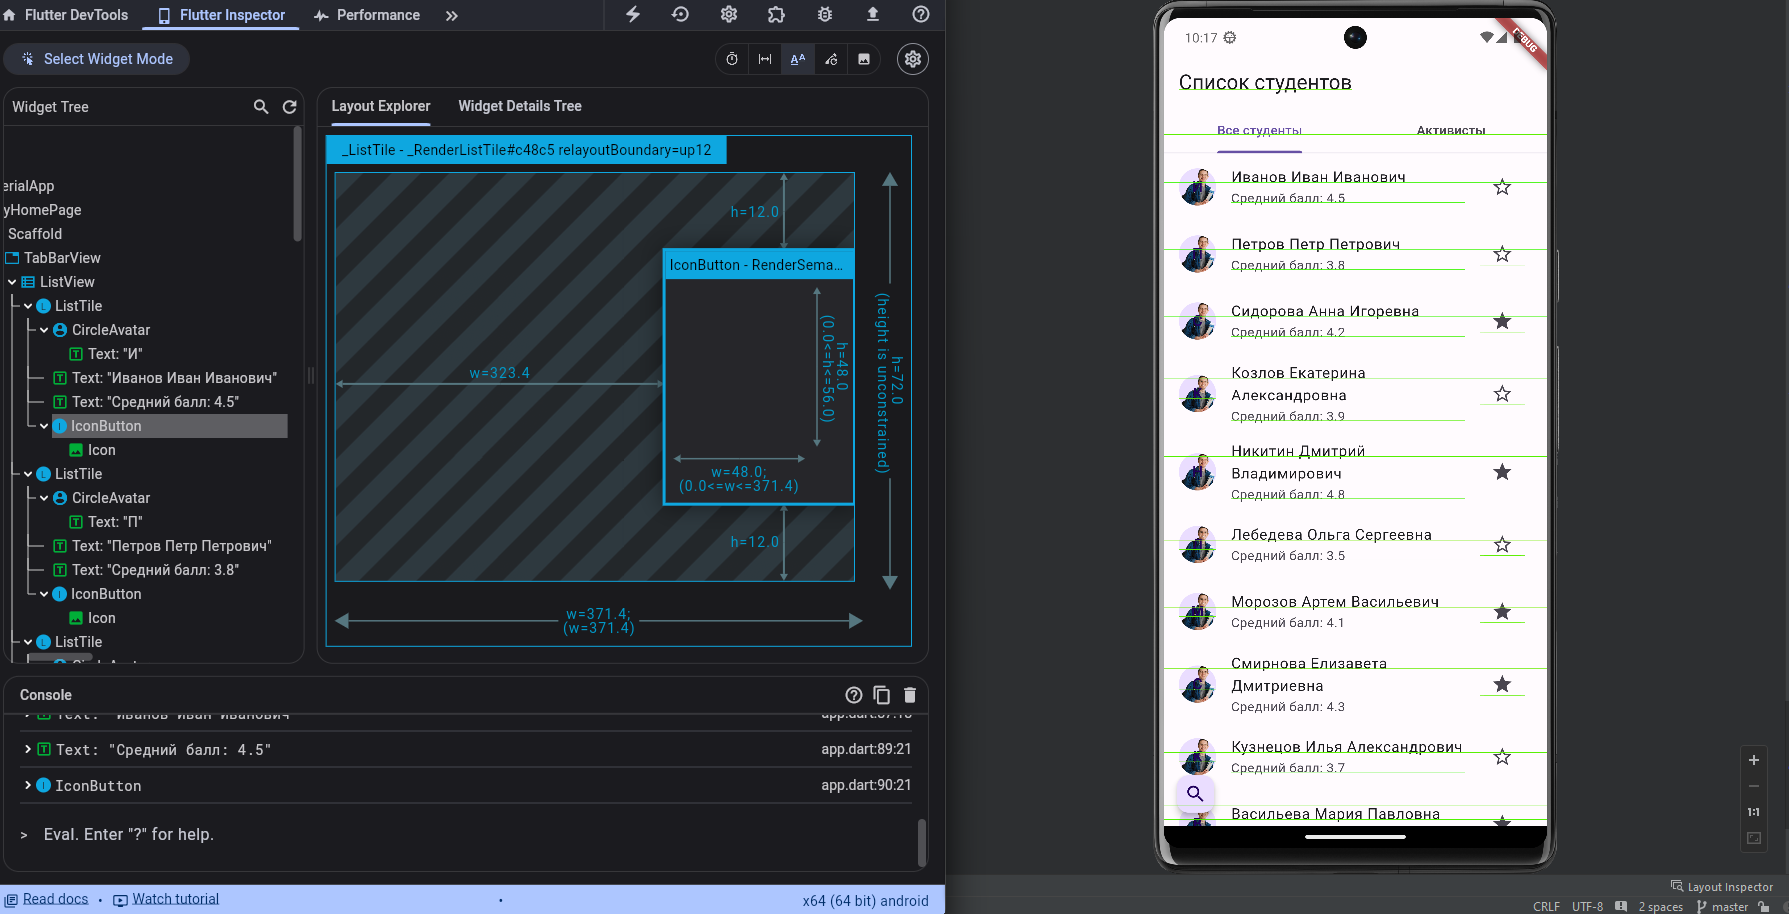 Flutter DevTools
Flutter Inspector
Performance
Select Widget Mode
Widget Tree
erialApp
yHomePage
Scaffold
TabBarView
ListView
ListTile
CircleAvatar
Text: "И"
Text: "Иванов Иван Иванович"
Text: "Средний балл: 4.5"
IconButton
Icon
ListTile
CircleAvatar
Text: "П"
Text: "Петров Петр Петрович"
Text: "Средний балл: 3.8"
IconButton
Icon
ListTile
Layout Explorer
Widget Details Tree
_ListTile - _RenderListTile#c48c5 relayoutBoundary=up12
h=12.0
IconButton - RenderSema...
w=323.4
h=48.0
(0.0<=h<=56.0)
h=72.0
(height is unconstrained)
w=48.0;
(0.0<=w<=371.4)
h=12.0
w=371.4;
(w=371.4)
Console
Text: "Иванов Иван Иванович"
app.dart:87:18
Text: "Средний балл: 4.5"
app.dart:89:21
IconButton
app.dart:90:21
> Eval. Enter "?" for help.
Read docs
•
Watch tutorial
•
x64 (64 bit) android
10:17
DEBUG
Список студентов
Все студенты
Активисты
Иванов Иван Иванович
Средний балл: 4.5
Петров Петр Петрович
Средний балл: 3.8
Сидорова Анна Игоревна
Средний балл: 4.2
Козлов Екатерина
Александровна
Средний балл: 3.9
Никитин Дмитрий
Владимирович
Средний балл: 4.8
Лебедева Ольга Сергеевна
Средний балл: 3.5
Морозов Артем Васильевич
Средний балл: 4.1
Смирнова Елизавета
Дмитриевна
Средний балл: 4.3
Кузнецов Илья Александрович
Средний балл: 3.7
Васильева Мария Павловна
1:1
Layout Inspector
CRLF
UTF-8
2 spaces
master